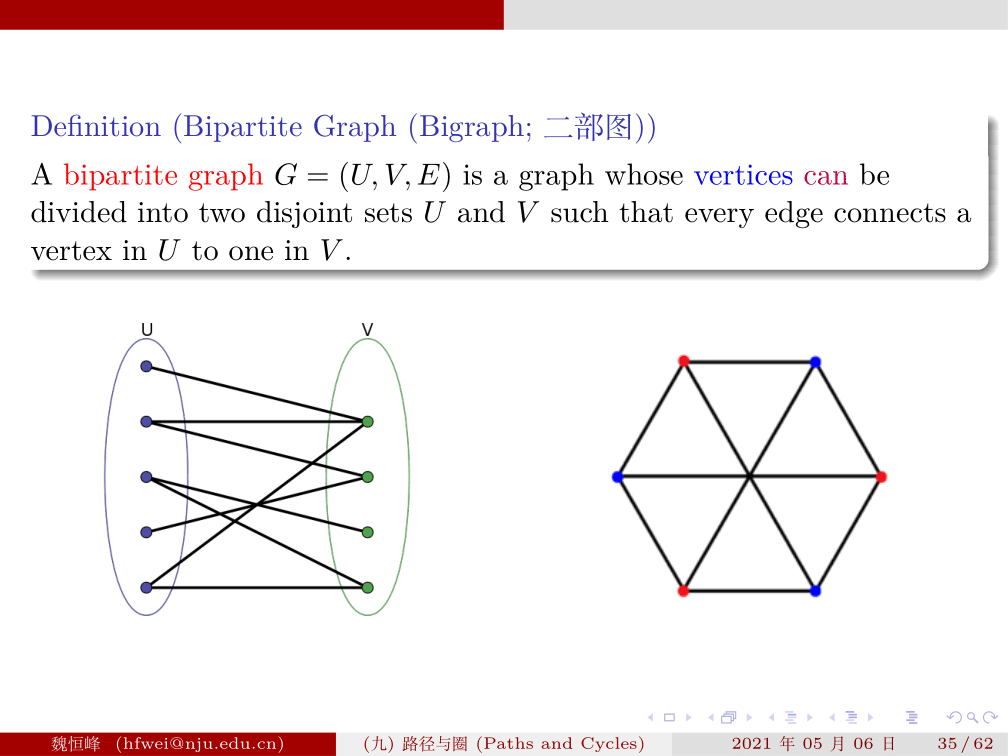 Definition (Bipartite Graph (Bigraph; 二部图))
A bipartite graph G = (U, V, E) is a graph whose vertices can be
divided into two disjoint sets U and V such that every edge connects a
vertex in U to one in V.
U V
魏恒峰 (hfwei@nju.edu.cn) (九) 路径与圈 (Paths and Cycles) 2021 年 05 月 06 日 35 / 62